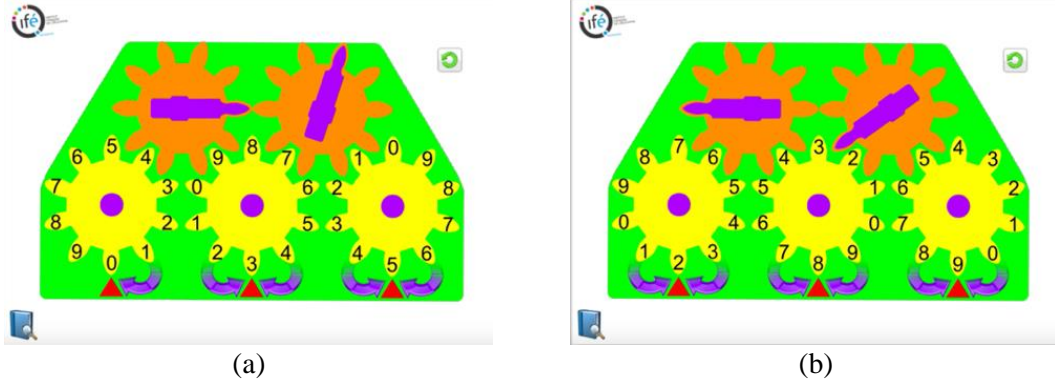 ifé
ifé
5 8 0
6 4 9 7 1 9
7 3 0 6 2 8
8 2 1 5 3 7
9 1 2 4 4 6
0 3 5
7 3 4
8 6 4 2 5 3
9 5 5 1 6 2
0 4 6 0 7 1
1 3 7 9 8 0
2 8 9
(a)
(b)